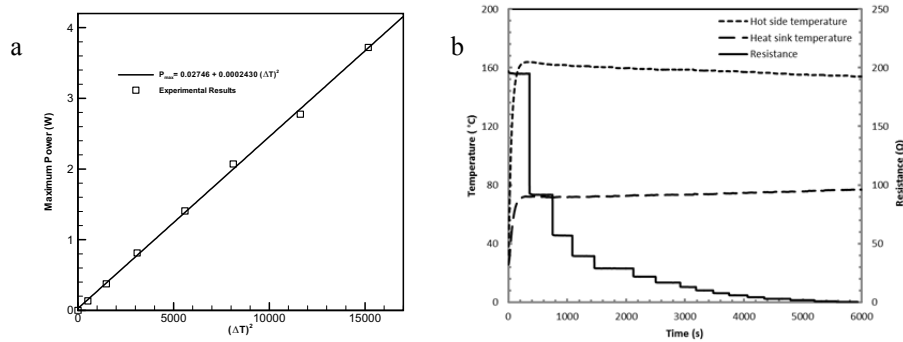 a
Maximum Power (W)
4
2
0
P_max= 0.02746 + 0.0002430 (ΔT)²
Experimental Results
0 5000 10000 15000
(ΔT)²
b
Temperature ( °C)
200
160
120
80
40
0
Hot side temperature
Heat sink temperature
Resistance
250
200
150
100
50
0
Resistance (Ω)
0 1000 2000 3000 4000 5000 6000
Time (s)